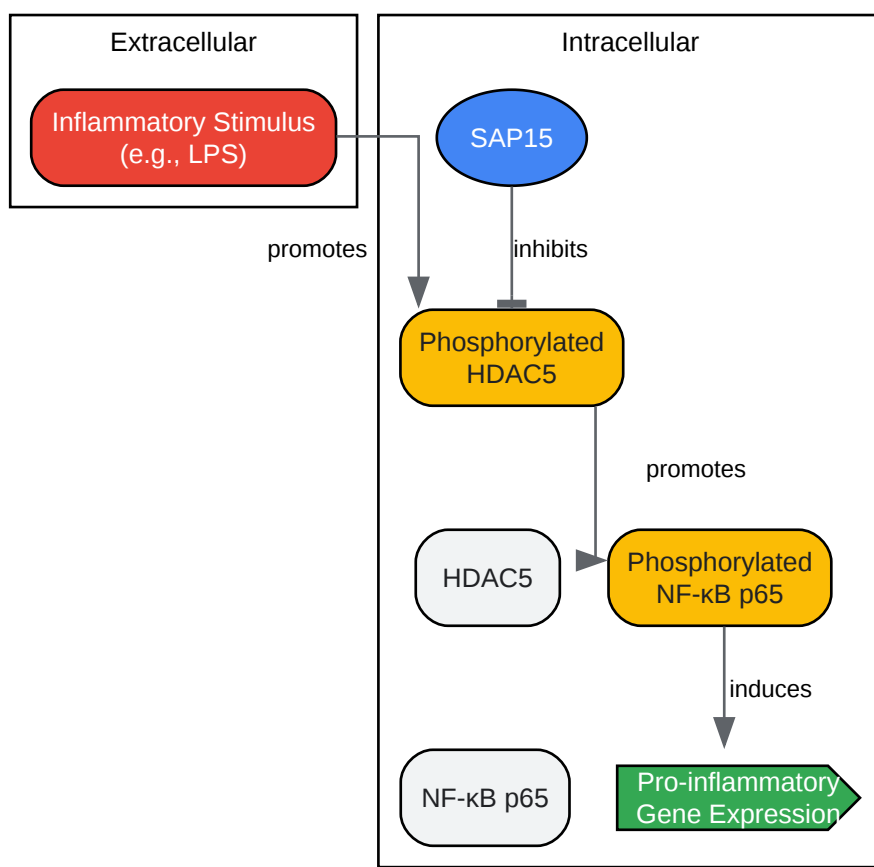 Extracellular
Intracellular
Inflammatory Stimulus
(e.g., LPS)
SAP15
promotes
inhibits
Phosphorylated
HDAC5
promotes
HDAC5
Phosphorylated
NF-κB p65
induces
NF-κB p65
Pro-inflammatory
Gene Expression